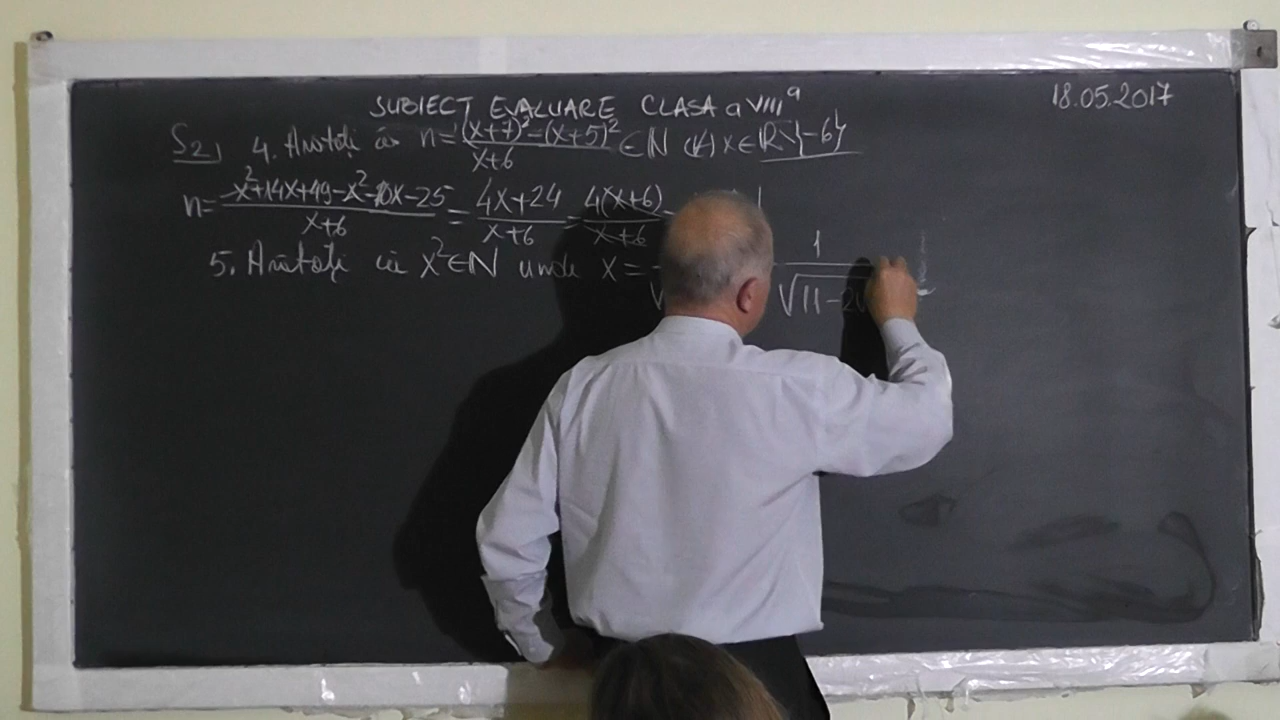 SUBIECT EVALUARE CLASA a VIIIa
18.05.2017
S2, 4. Arătați că n=(x+7)²-(x+5)²/x+6 ∈ N (∀) x∈R\{-6}
n= x²+14x+49-x²-10x-25/x+6 = 4x+24/x+6 = 4(x+6)/x+6
5. Arătați că x²∈N unde x= 1/√11-2